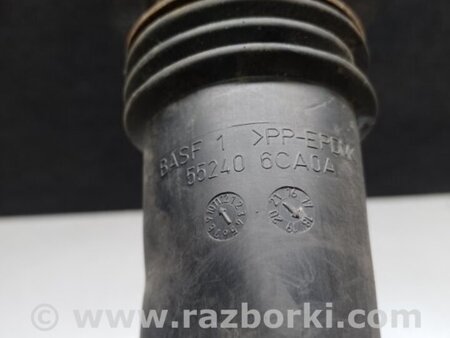 BASF 1 >PP-EPDM<
55240 6CA0A
© www.razborki.com